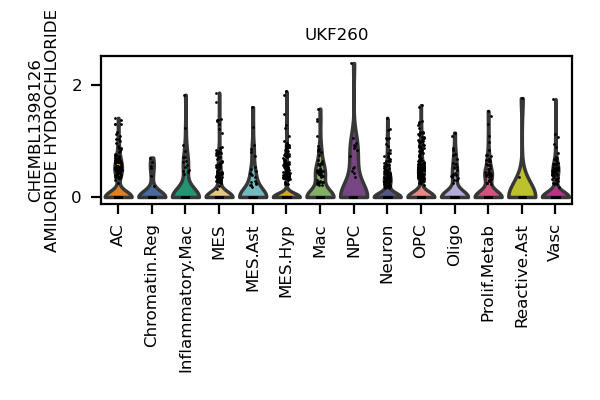 UKF260
CHEMBL1398126
AMILORIDE HYDROCHLORIDE
2
0
AC
Chromatin.Reg
Inflammatory.Mac
MES
MES.Ast
MES.Hyp
Mac
NPC
Neuron
OPC
Oligo
Prolif.Metab
Reactive.Ast
Vasc